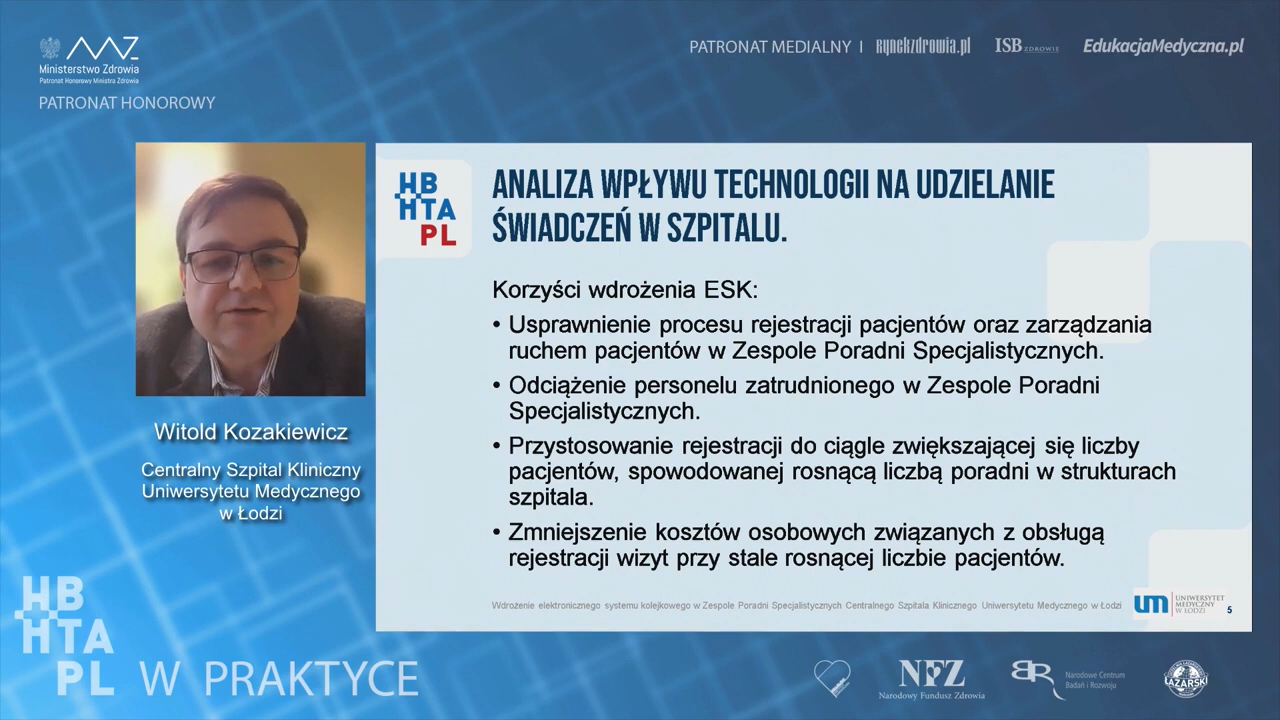 Ministerstwo Zdrowia
Patronat Honorowy Ministra Zdrowia
PATRONAT HONOROWY
PATRONAT MEDIALNY I rynekzdrowia.pl ISB ZDROWIE EdukacjaMedyczna.pl
HB
HTA
PL
ANALIZA WPŁYWU TECHNOLOGII NA UDZIELANIE
ŚWIADCZEŃ W SZPITALU.
Korzyści wdrożenia ESK:
• Usprawnienie procesu rejestracji pacjentów oraz zarządzania
ruchem pacjentów w Zespole Poradni Specjalistycznych.
• Odciążenie personelu zatrudnionego w Zespole Poradni
Specjalistycznych.
• Przystosowanie rejestracji do ciągle zwiększającej się liczby
pacjentów, spowodowanej rosnącą liczbą poradni w strukturach
szpitala.
• Zmniejszenie kosztów osobowych związanych z obsługą
rejestracji wizyt przy stale rosnącej liczbie pacjentów.
Wdrożenie elektronicznego systemu kolejkowego w Zespole Poradni Specjalistycznych Centralnego Szpitala Klinicznego Uniwersytetu Medycznego w Łodzi
um UNIWERSYTET
MEDYCZNY
W ŁODZI
5
Witold Kozakiewicz
Centralny Szpital Kliniczny
Uniwersytetu Medycznego
w Łodzi
HB
HTA
PL W PRAKTYCE
NFZ
Narodowy Fundusz Zdrowia
Narodowe Centrum
Badań i Rozwoju
ŁAZARSKI